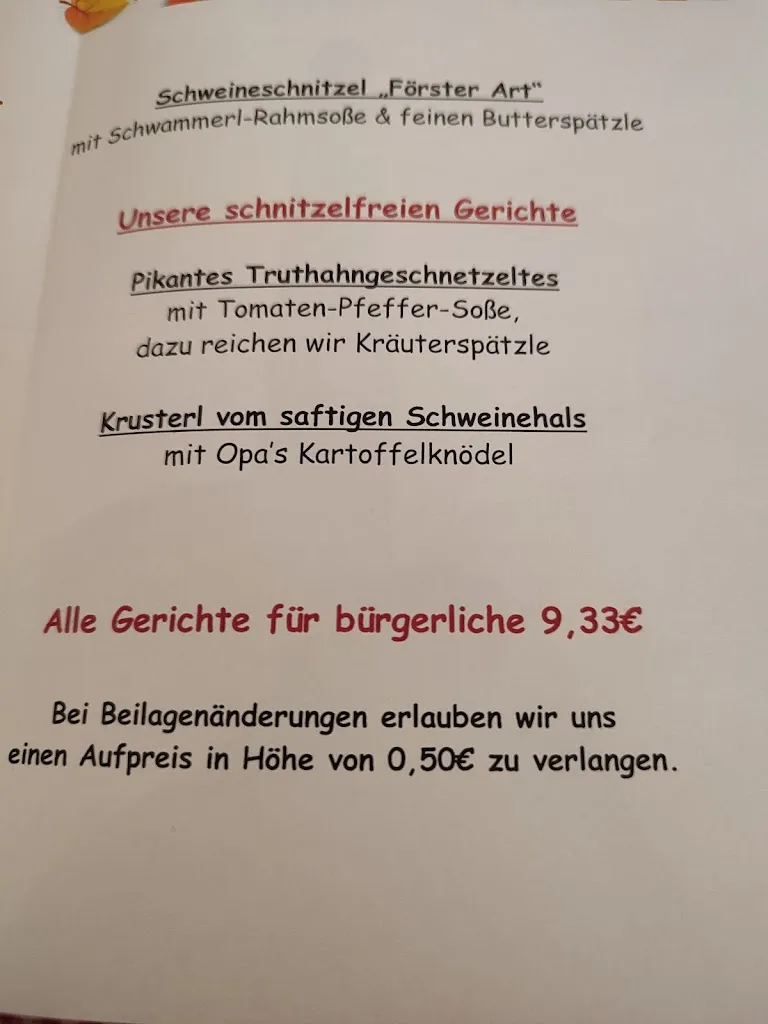 Schweineschnitzel „Förster Art“
mit Schwammerl-Rahmsoße & feinen Butterspätzle
Unsere schnitzelfreien Gerichte
Pikantes Truthahngeschnetzeltes
mit Tomaten-Pfeffer-Soße,
dazu reichen wir Kräuterspätzle
Krusterl vom saftigen Schweinehals
mit Opa's Kartoffelknödel
Alle Gerichte für bürgerliche 9,33€
Bei Beilagenänderungen erlauben wir uns
einen Aufpreis in Höhe von 0,50€ zu verlangen.